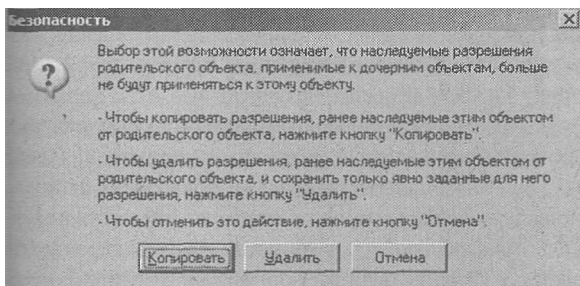 Безопасность
Выбор этой возможности означает, что наследуемые разрешения
родительского объекта, применимые к дочерним объектам, больше
не будут применяться к этому объекту.
- Чтобы копировать разрешения, ранее наследуемые этим объектом
от родительского объекта, нажмите кнопку "Копировать".
- Чтобы удалить разрешения, ранее наследуемые этим объектом от
родительского объекта, и сохранить только явно заданные для него
разрешения, нажмите кнопку "Удалить".
- Чтобы отменить это действие, нажмите кнопку "Отмена".
Копировать Удалить Отмена